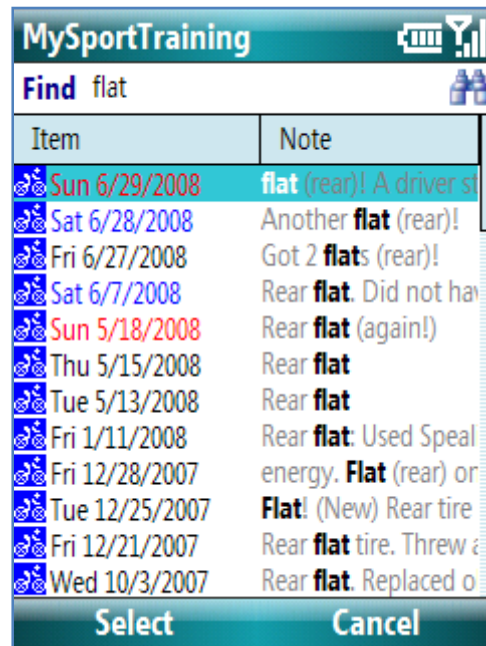 MySportTraining
Find flat
Item Note
Sun 6/29/2008 flat (rear)! A driver st
Sat 6/28/2008 Another flat (rear)!
Fri 6/27/2008 Got 2 flats (rear)!
Sat 6/7/2008 Rear flat. Did not hav
Sun 5/18/2008 Rear flat (again!)
Thu 5/15/2008 Rear flat
Tue 5/13/2008 Rear flat
Fri 1/11/2008 Rear flat: Used Speal
Fri 12/28/2007 energy. Flat (rear) on
Tue 12/25/2007 Flat! (New) Rear tire
Fri 12/21/2007 Rear flat tire. Threw a
Wed 10/3/2007 Rear flat. Replaced o
Select Cancel